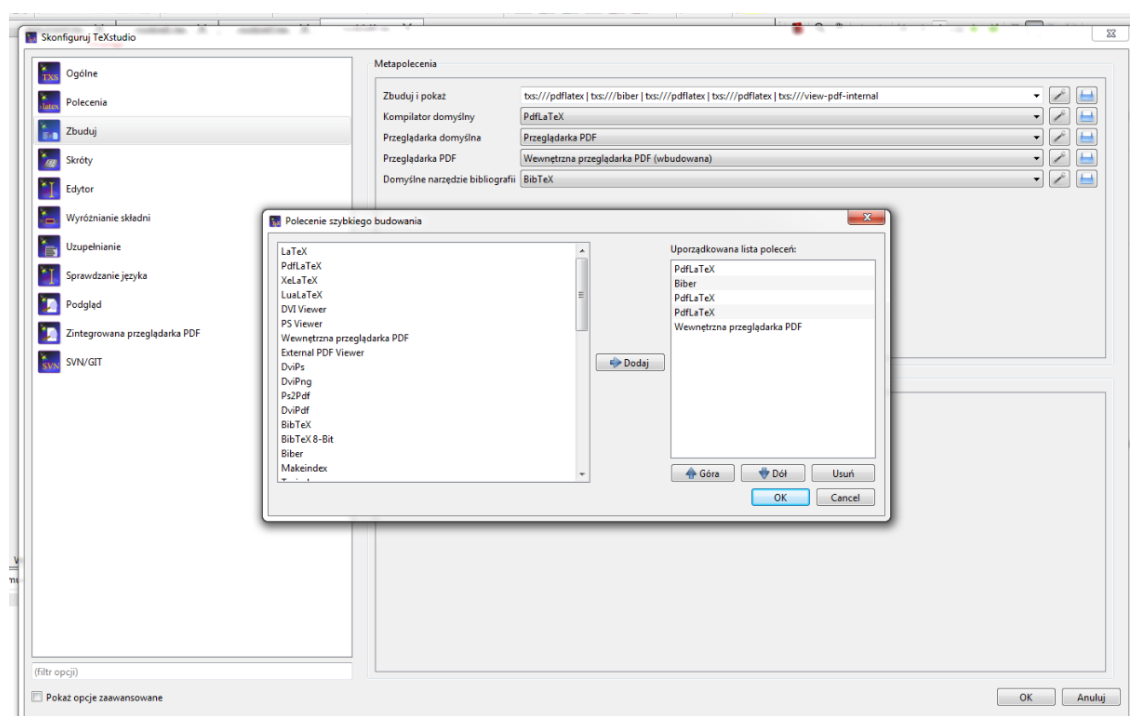 Skonfiguruj TeXstudio
Ogólne
Polecenia
Zbuduj
Skróty
Edytor
Wyróżnianie składni
Uzupełnianie
Sprawdzanie języka
Podgląd
Zintegrowana przeglądarka PDF
SVN/GIT
(filtr opcji)
Pokaż opcje zaawansowane
Metapolecenia
Zbuduj i pokaż txs:///pdflatex | txs:///biber | txs:///pdflatex | txs:///pdflatex | txs:///view-pdf-internal
Kompilator domyślny PdfLaTeX
Przeglądarka domyślna Przeglądarka PDF
Przeglądarka PDF Wewnętrzna przeglądarka PDF (wbudowana)
Domyślne narzędzie bibliografii BibTeX
Polecenie szybkiego budowania
LaTeX
PdfLaTeX
XeLaTeX
LuaLaTeX
DVI Viewer
PS Viewer
Wewnętrzna przeglądarka PDF
External PDF Viewer
DviPs
DviPng
Ps2Pdf
DviPdf
BibTeX
BibTeX 8-Bit
Biber
Makeindex
Dodaj
Uporządkowana lista poleceń:
PdfLaTeX
Biber
PdfLaTeX
PdfLaTeX
Wewnętrzna przeglądarka PDF
Góra Dół Usuń
OK Cancel
OK Anuluj